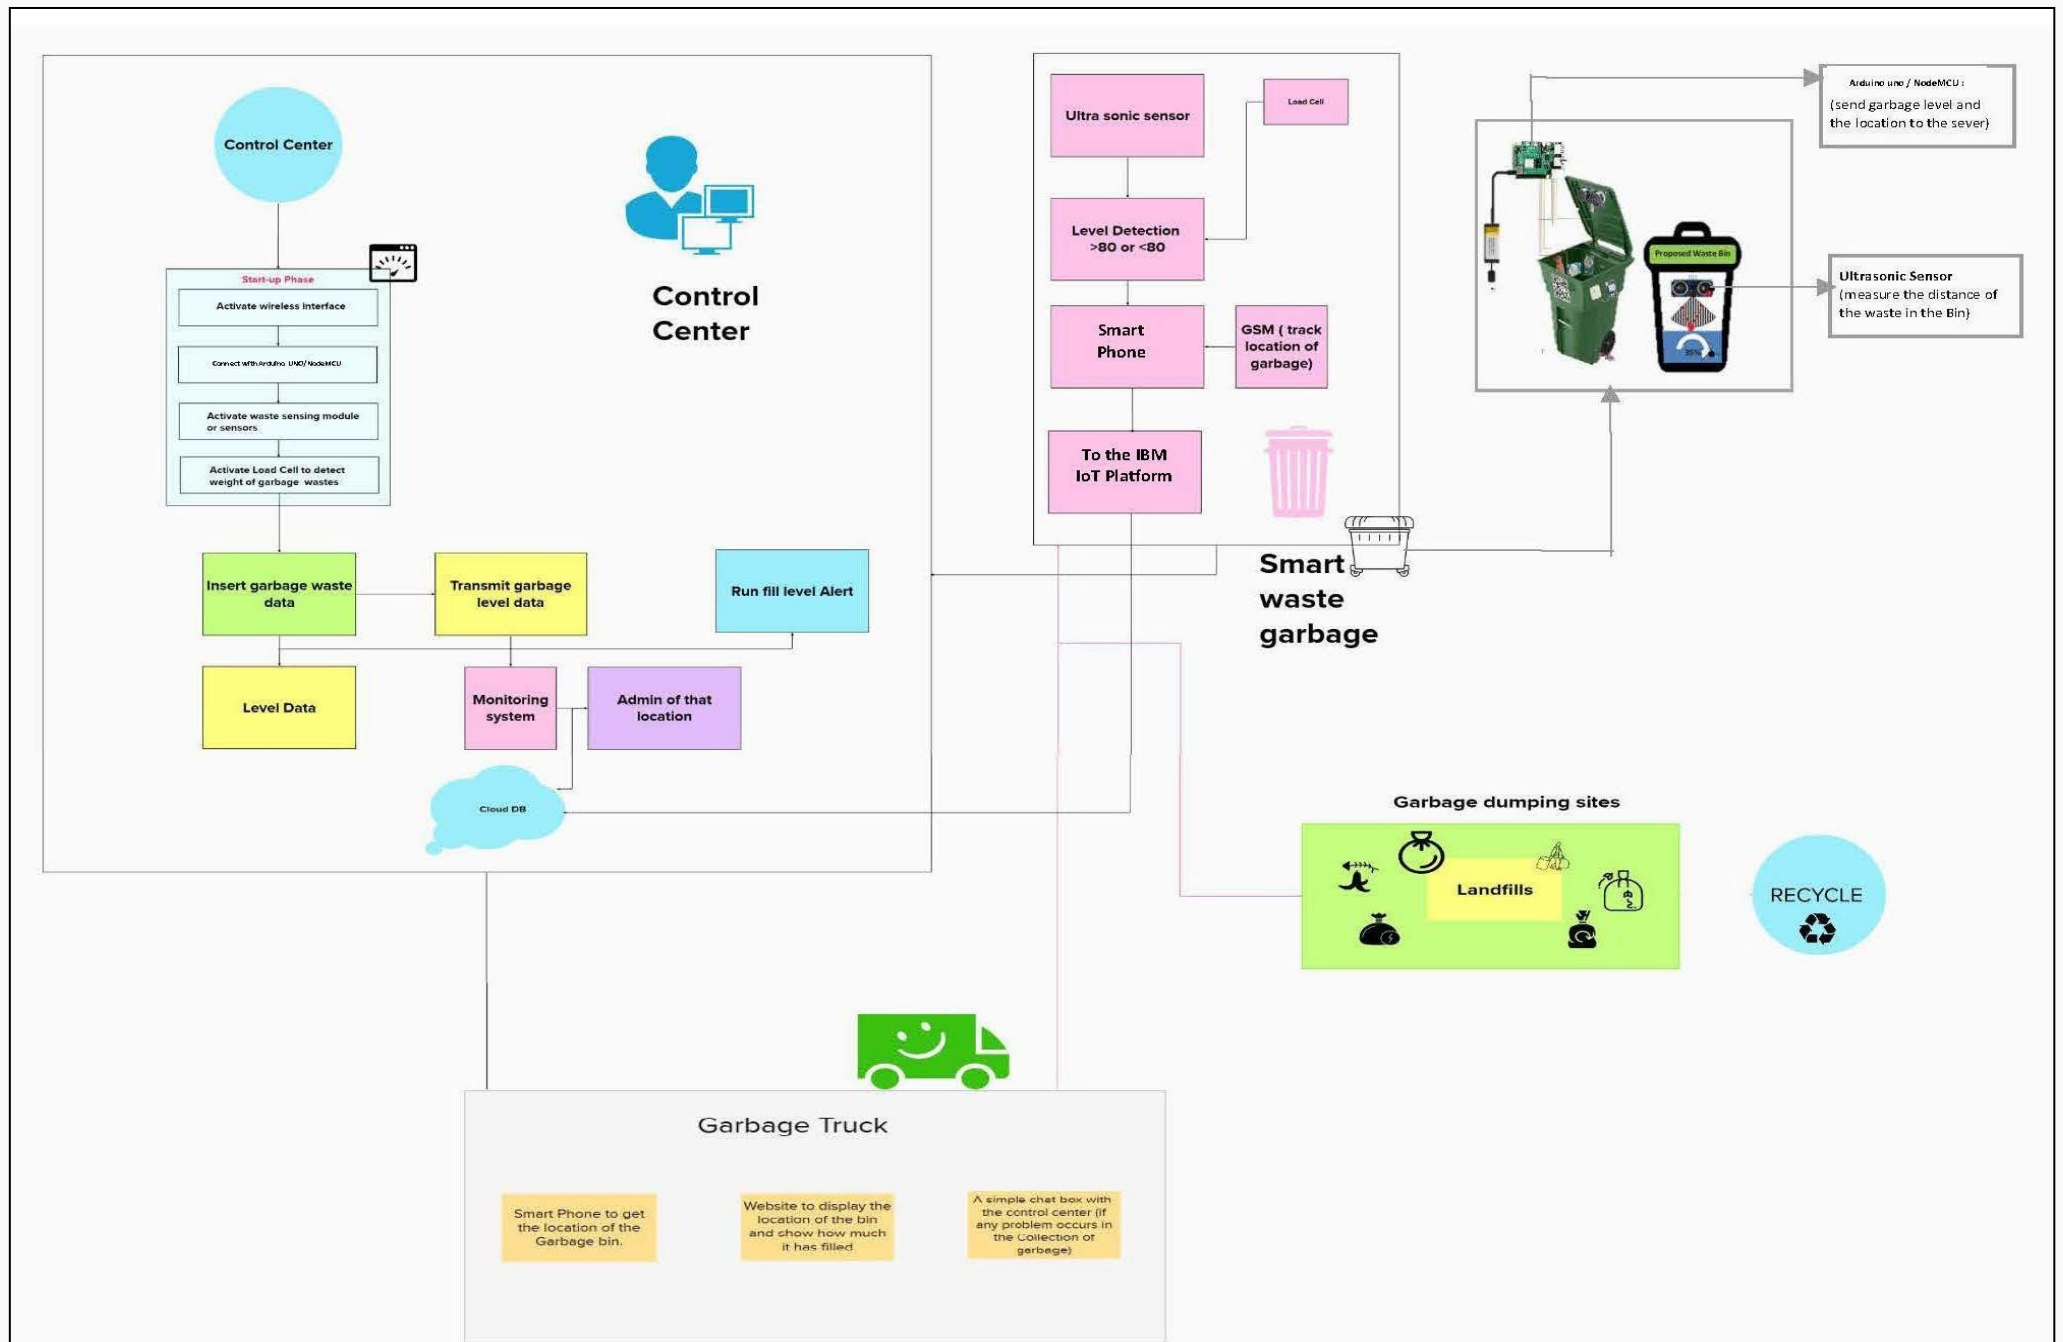 Control Center
Start-up Phase
Activate wireless interface
Connect with Arduino UNO/ NodeMCU
Activate waste sensing module
or sensors
Activate Load Cell to detect
weight of garbage wastes
Control
Center
Insert garbage waste
data
Transmit garbage
level data
Run fill level Alert
Level Data
Monitoring
system
Admin of that
location
Cloud DB
Ultra sonic sensor
Load Cell
Level Detection
>80 or <80
Smart
Phone
GSM ( track
location of
garbage)
To the IBM
IoT Platform
Smart
waste
garbage
Arduino uno / NodeMCU :
(send garbage level and
the location to the sever)
Proposed Waste Bin
35%
Ultrasonic Sensor
(measure the distance of
the waste in the Bin)
Garbage dumping sites
Landfills
RECYCLE
Garbage Truck
Smart Phone to get
the location of the
Garbage bin.
Website to display the
location of the bin
and show how much
it has filled
A simple chat box with
the control center (if
any problem occurs in
the Collection of
garbage)